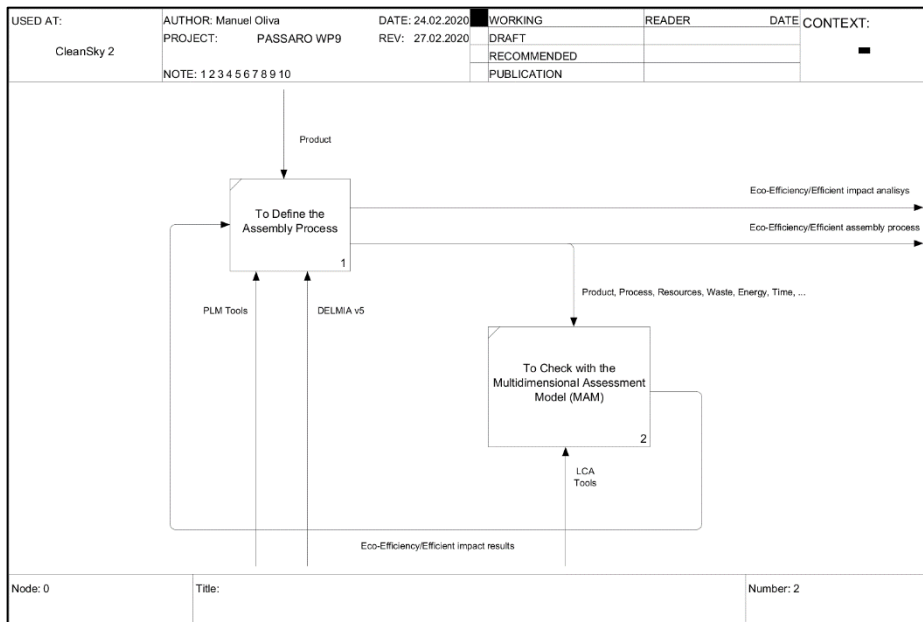 USED AT:
CleanSky 2
AUTHOR: Manuel Oliva
DATE: 24.02.2020
PROJECT: PASSARO WP9
REV: 27.02.2020
NOTE: 1 2 3 4 5 6 7 8 9 10
WORKING
DRAFT
RECOMMENDED
PUBLICATION
READER
DATE
CONTEXT:
Product
Eco-Efficiency/Efficient impact analisys
To Define the
Assembly Process
1
Eco-Efficiency/Efficient assembly process
Product, Process, Resources, Waste, Energy, Time, ...
PLM Tools
DELMIA v5
To Check with the
Multidimensional Assessment
Model (MAM)
2
LCA
Tools
Eco-Efficiency/Efficient impact results
Node: 0
Title:
Number: 2